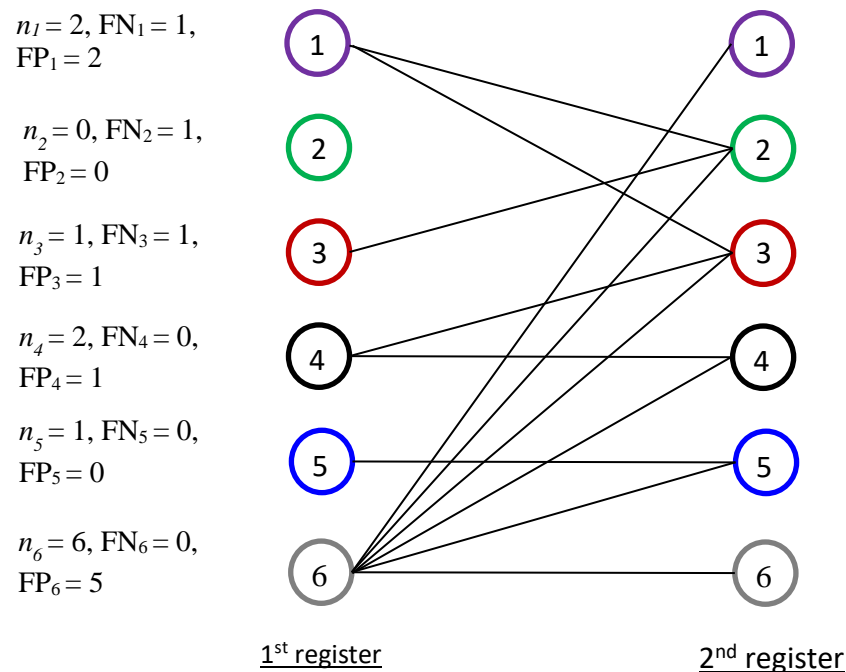 n₁ = 2, FN₁ = 1,
FP₁ = 2
n₂ = 0, FN₂ = 1,
FP₂ = 0
n₃ = 1, FN₃ = 1,
FP₃ = 1
n₄ = 2, FN₄ = 0,
FP₄ = 1
n₅ = 1, FN₅ = 0,
FP₅ = 0
n₆ = 6, FN₆ = 0,
FP₆ = 5
1
2
3
4
5
6
1st register
1
2
3
4
5
6
2nd register